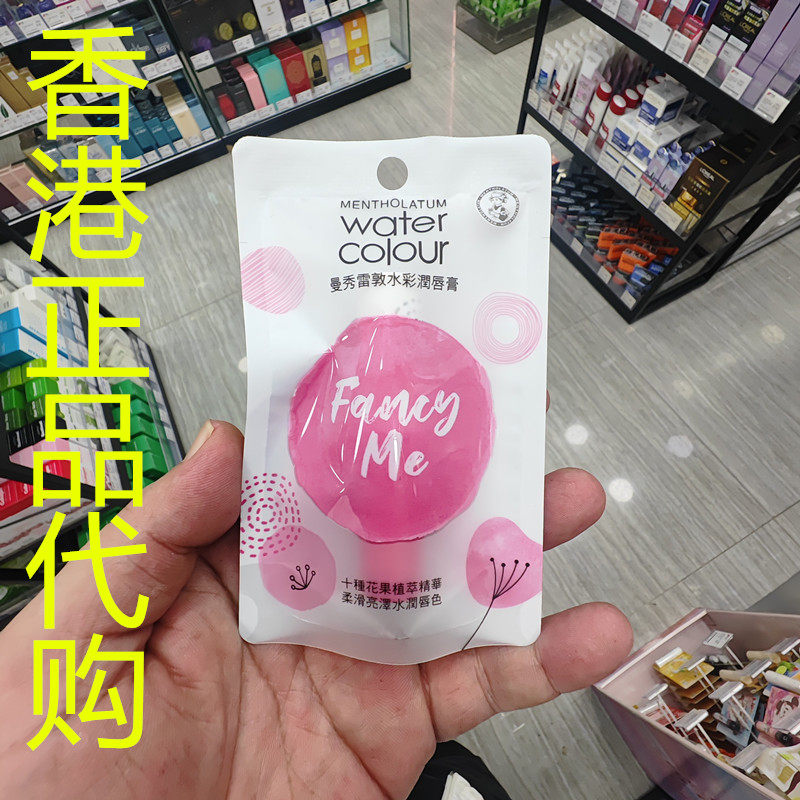 香港正品代购
MENTHOLATUM
water
colour
曼秀雷敦水彩潤唇膏
Fancy
Me
十種花果植萃精華
柔滑亮澤水潤唇色
L'ORÉAL